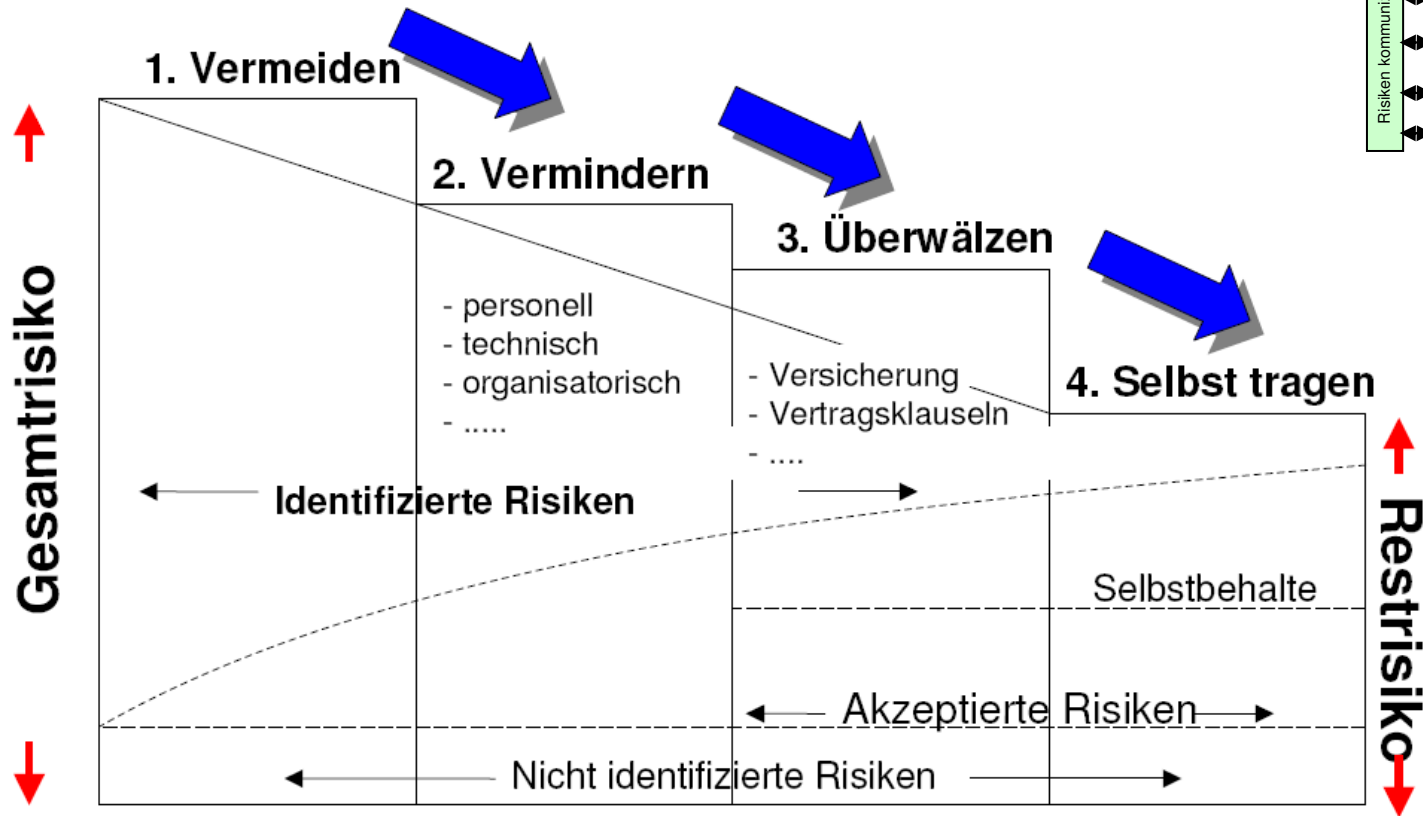 Risiken kommuni
1. Vermeiden
2. Vermindern
3. Überwälzen
- personell
- technisch
- organisatorisch
- .....
- Versicherung
- Vertragsklauseln
- ....
4. Selbst tragen
Gesamtrisiko
Identifizierte Risiken
Restrisiko
Selbstbehalte
Akzeptierte Risiken
Nicht identifizierte Risiken